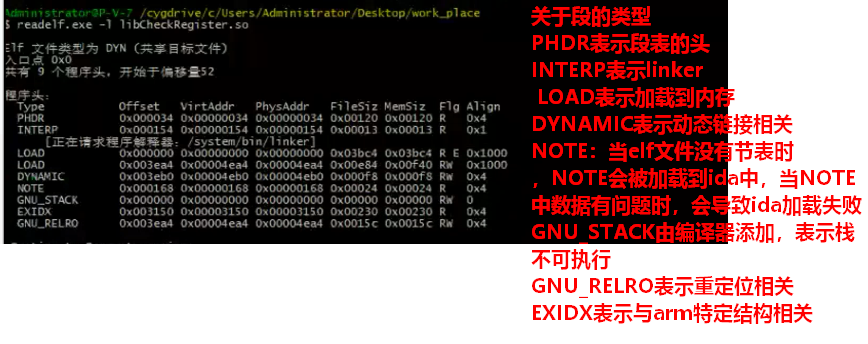 Administrator@P-V-7 /cygdrive/c/Users/Administrator/Desktop/work_place
$ readelf.exe -l libCheckRegister.so
Elf 文件类型为 DYN (共享目标文件)
入口点 0x0
共有 9 个程序头，开始于偏移量52
程序头：
Type Offset VirtAddr PhysAddr FileSiz MemSiz Flg Align
PHDR 0x000034 0x00000034 0x00000034 0x00120 0x00120 R 0x4
INTERP 0x000154 0x00000154 0x00000154 0x00013 0x00013 R 0x1
[正在请求程序解释器：/system/bin/linker]
LOAD 0x000000 0x00000000 0x00000000 0x03bc4 0x03bc4 R E 0x1000
LOAD 0x003ea4 0x00004ea4 0x00004ea4 0x00e84 0x00f40 RW 0x1000
DYNAMIC 0x003eb0 0x00004eb0 0x00004eb0 0x000f8 0x000f8 RW 0x4
NOTE 0x000168 0x00000168 0x00000168 0x00024 0x00024 R 0x4
GNU_STACK 0x000000 0x00000000 0x00000000 0x00000 0x00000 RW 0
EXIDX 0x003150 0x00003150 0x00003150 0x00230 0x00230 R 0x4
GNU_RELRO 0x003ea4 0x00004ea4 0x00004ea4 0x0015c 0x0015c RW 0x4
关于段的类型
PHDR表示段表的头
INTERP表示linker
LOAD表示加载到内存
DYNAMIC表示动态链接相关
NOTE：当elf文件没有节表时
，NOTE会被加载到ida中，当NOTE
中数据有问题时，会导致ida加载失败
GNU_STACK由编译器添加，表示栈
不可执行
GNU_RELRO表示重定位相关
EXIDX表示与arm特定结构相关